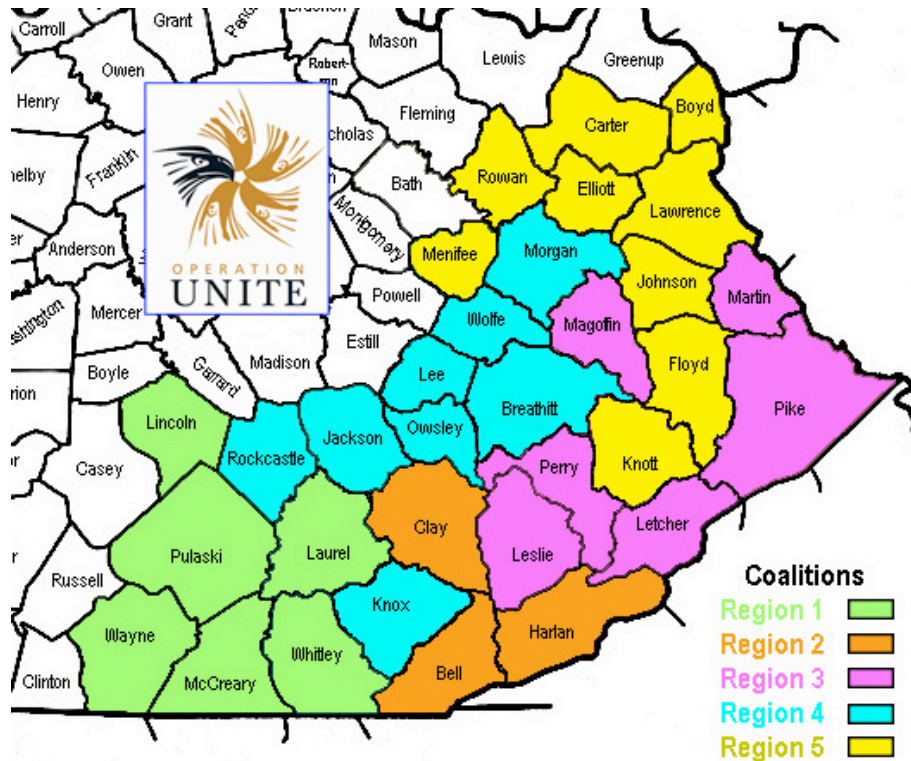 Carroll
Grant
Mason
Lewis
Greenup
Owen
Henry
Fleming
Carter
Boyd
Franklin
cholas
Bath
Rowan
Elliott
Lawrence
Anderson
Montgomery
Menifee
Morgan
OPERATION
UNITE
Powell
Johnson
Martin
Mercer
Wolfe
Magoffin
Estill
Madison
Garrard
Boyle
Lee
Floyd
Breathitt
Pike
Lincoln
Jackson
Owsley
Rockcastle
Casey
Perry
Knott
Clay
Letcher
Pulaski
Laurel
Leslie
Russell
Knox
Wayne
Harlan
Whitley
Bell
Clinton
McCreary
Coalitions
Region 1
Region 2
Region 3
Region 4
Region 5